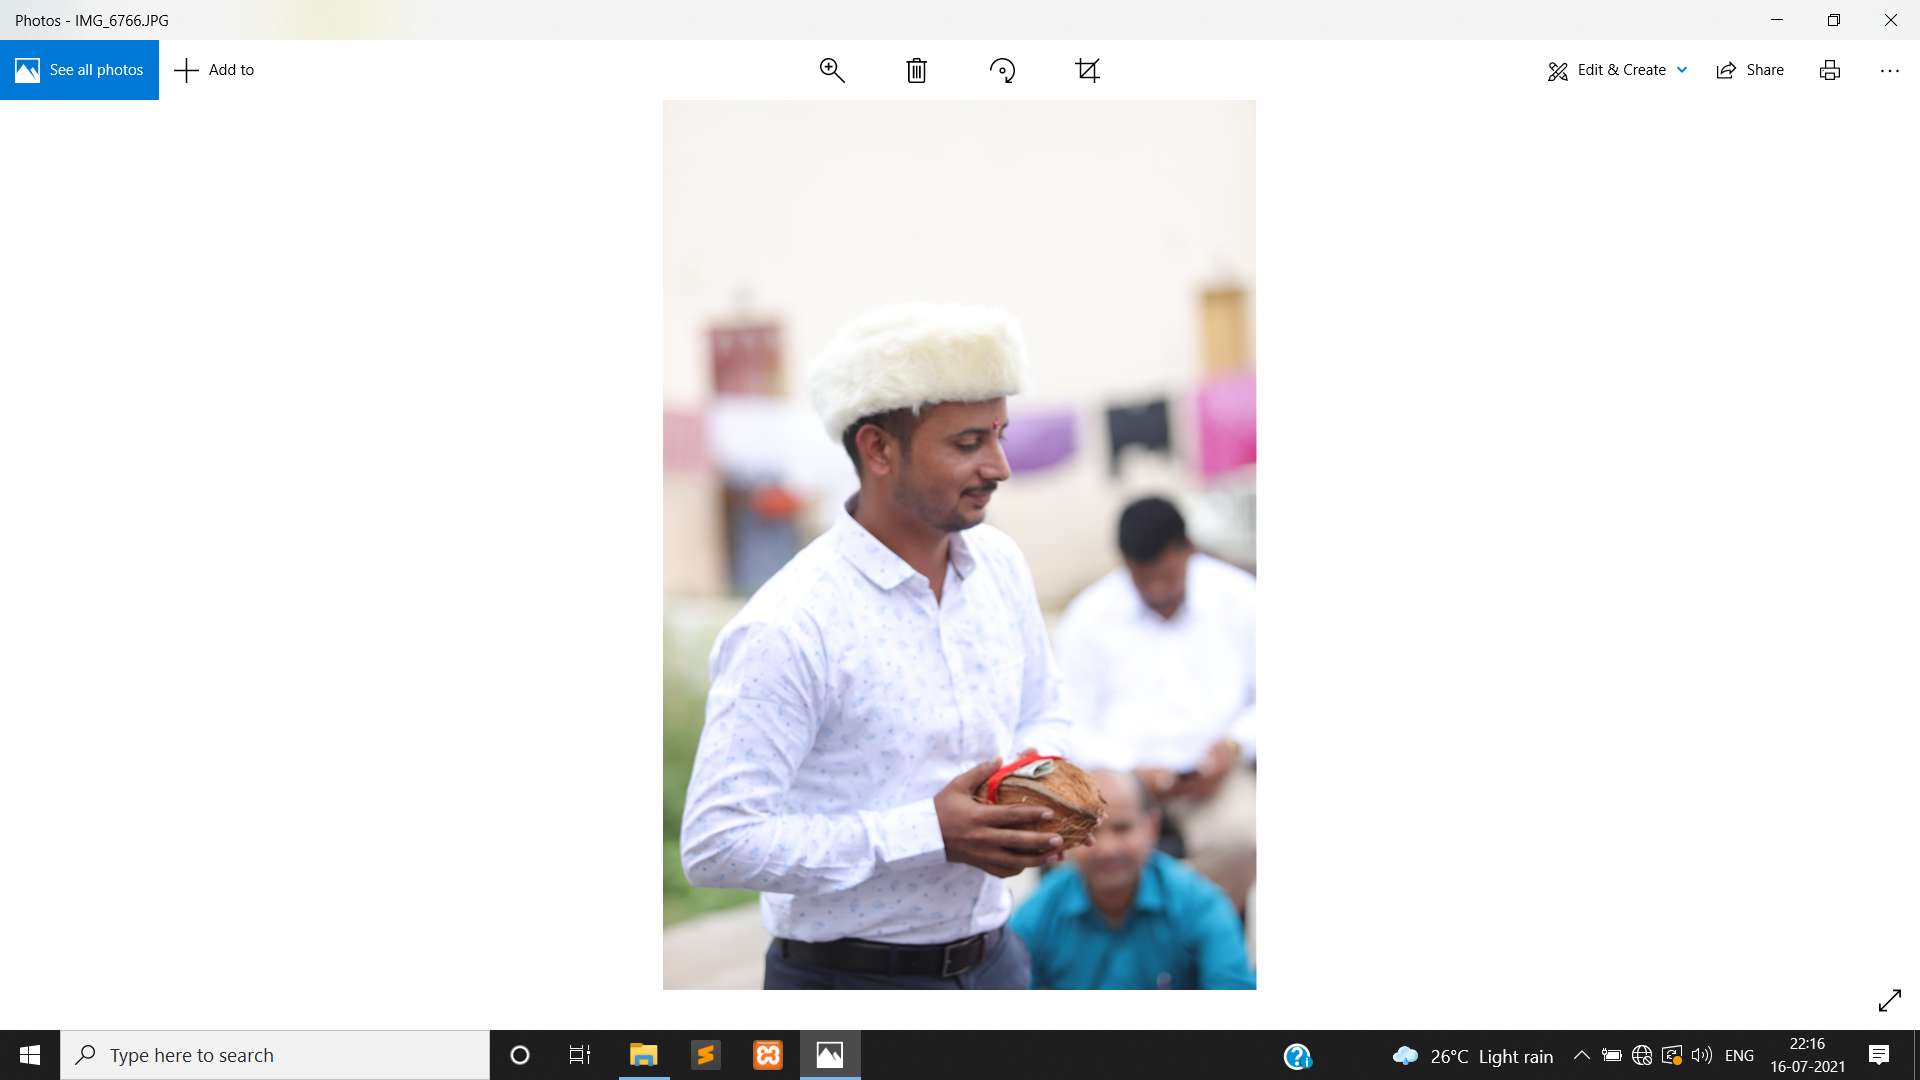 Photos - IMG_6766.JPG
See all photos
Add to
Edit & Create
Share
Type here to search
26°C Light rain
ENG
22:16
16-07-2021